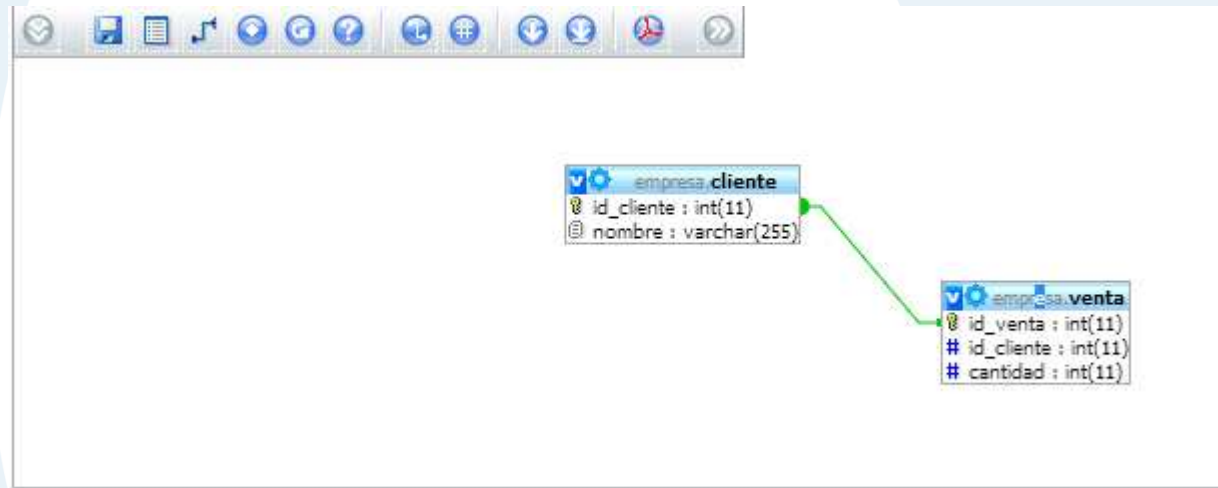 empresa.cliente
id_cliente : int(11)
nombre : varchar(255)
empresa.venta
id_venta : int(11)
# id_cliente : int(11)
# cantidad : int(11)